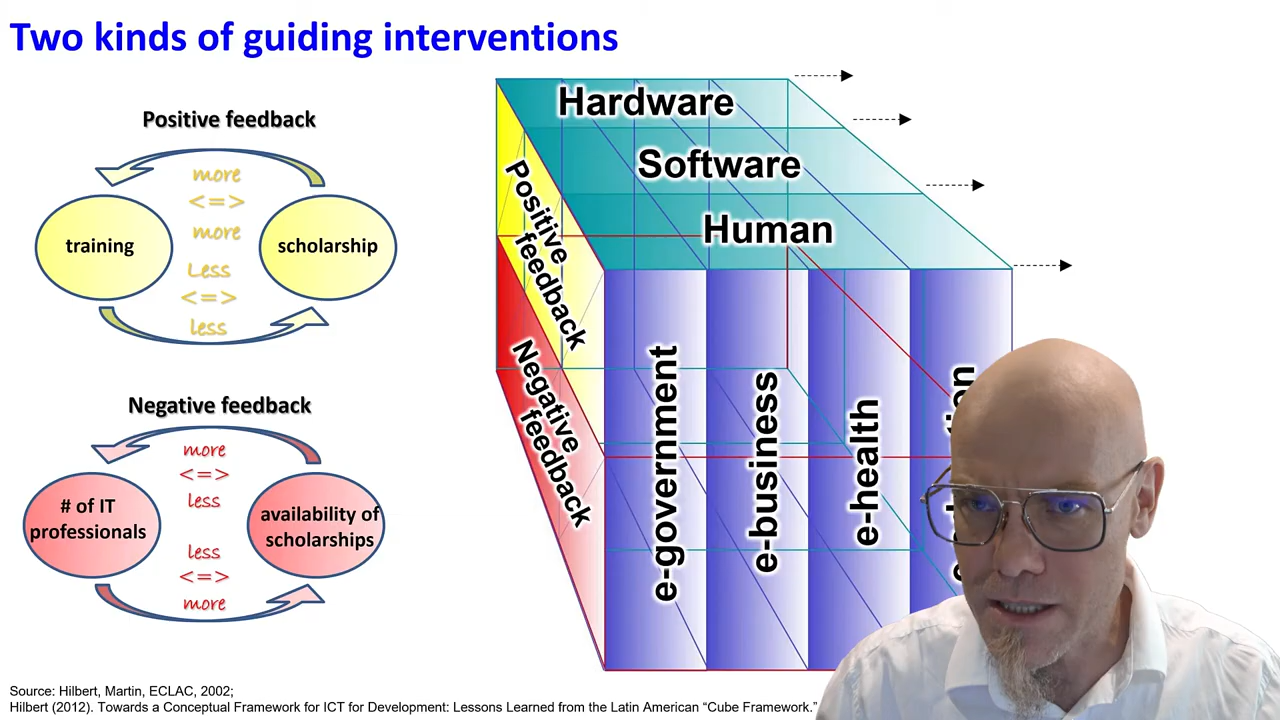 Two kinds of guiding interventions
Positive feedback
more
<=>
more
Less
<=>
less
training
scholarship
Negative feedback
more
<=>
less
less
<=>
more
# of IT
professionals
availability of
scholarships
Hardware
Software
Human
Positive
feedback
Negative
feedback
e-government
e-business
e-health
Source: Hilbert, Martin, ECLAC, 2002;
Hilbert (2012). Towards a Conceptual Framework for ICT for Development: Lessons Learned from the Latin American “Cube Framework.”